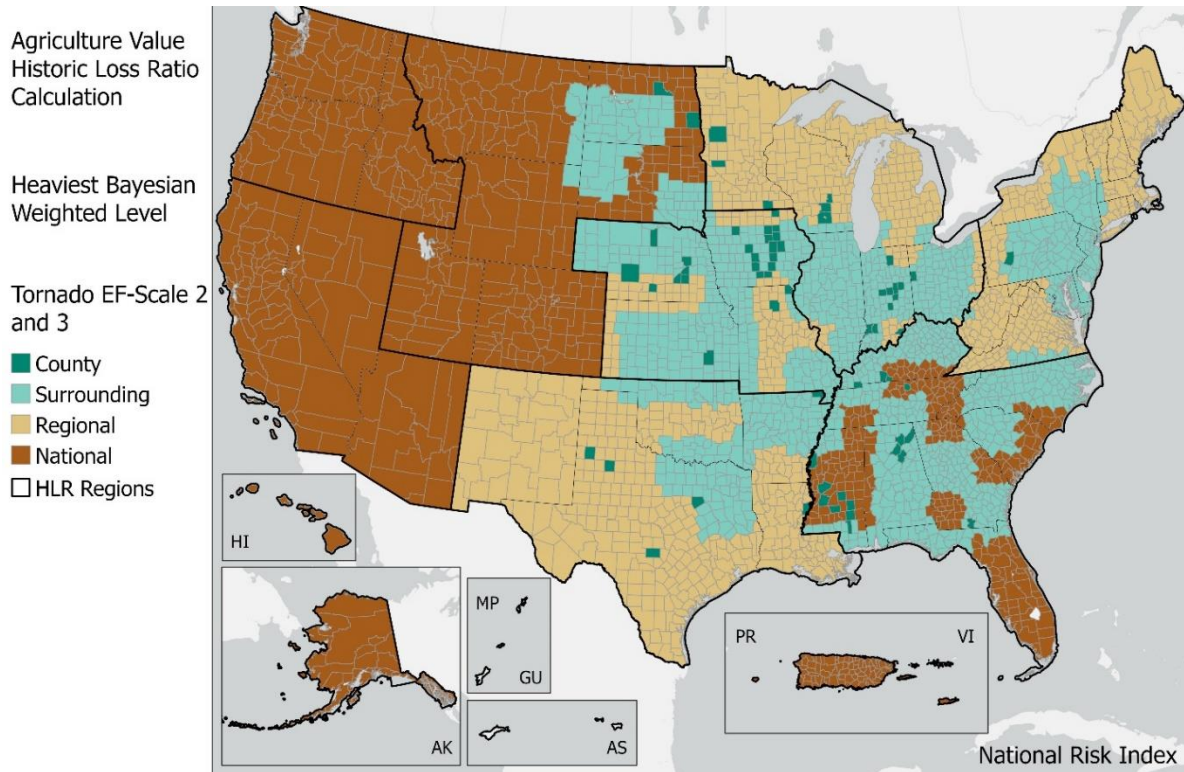 Agriculture Value
Historic Loss Ratio
Calculation
Heaviest Bayesian
Weighted Level
Tornado EF-Scale 2
and 3
County
Surrounding
Regional
National
HLR Regions
HI
AK
MP
GU
AS
PR
VI
National Risk Index